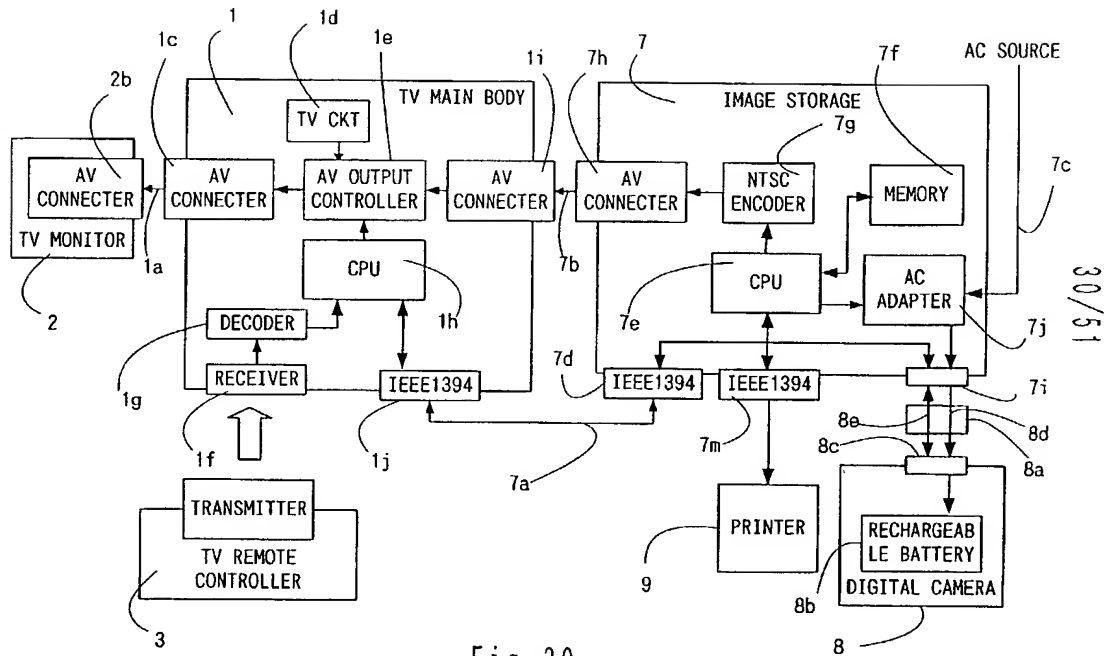 1d
1c
1
1e
1i
7h
7
7f
AC SOURCE
2b
TV MAIN BODY
IMAGE STORAGE
7g
TV CKT
7c
AV
CONNECTER
AV
CONNECTER
AV OUTPUT
CONTROLLER
AV
CONNECTER
AV
CONNECTER
NTSC
ENCODER
MEMORY
TV MONITOR
1a
7b
CPU
CPU
AC
ADAPTER
2
DECODER
1h
7e
7j
30/51
1g
RECEIVER
IEEE1394
7d
IEEE1394
IEEE1394
7i
1f
1j
7a
7m
8e
8d
8c
8a
TRANSMITTER
TV REMOTE
CONTROLLER
PRINTER
RECHARGEAB
LE BATTERY
DIGITAL CAMERA
3
9
8b
8